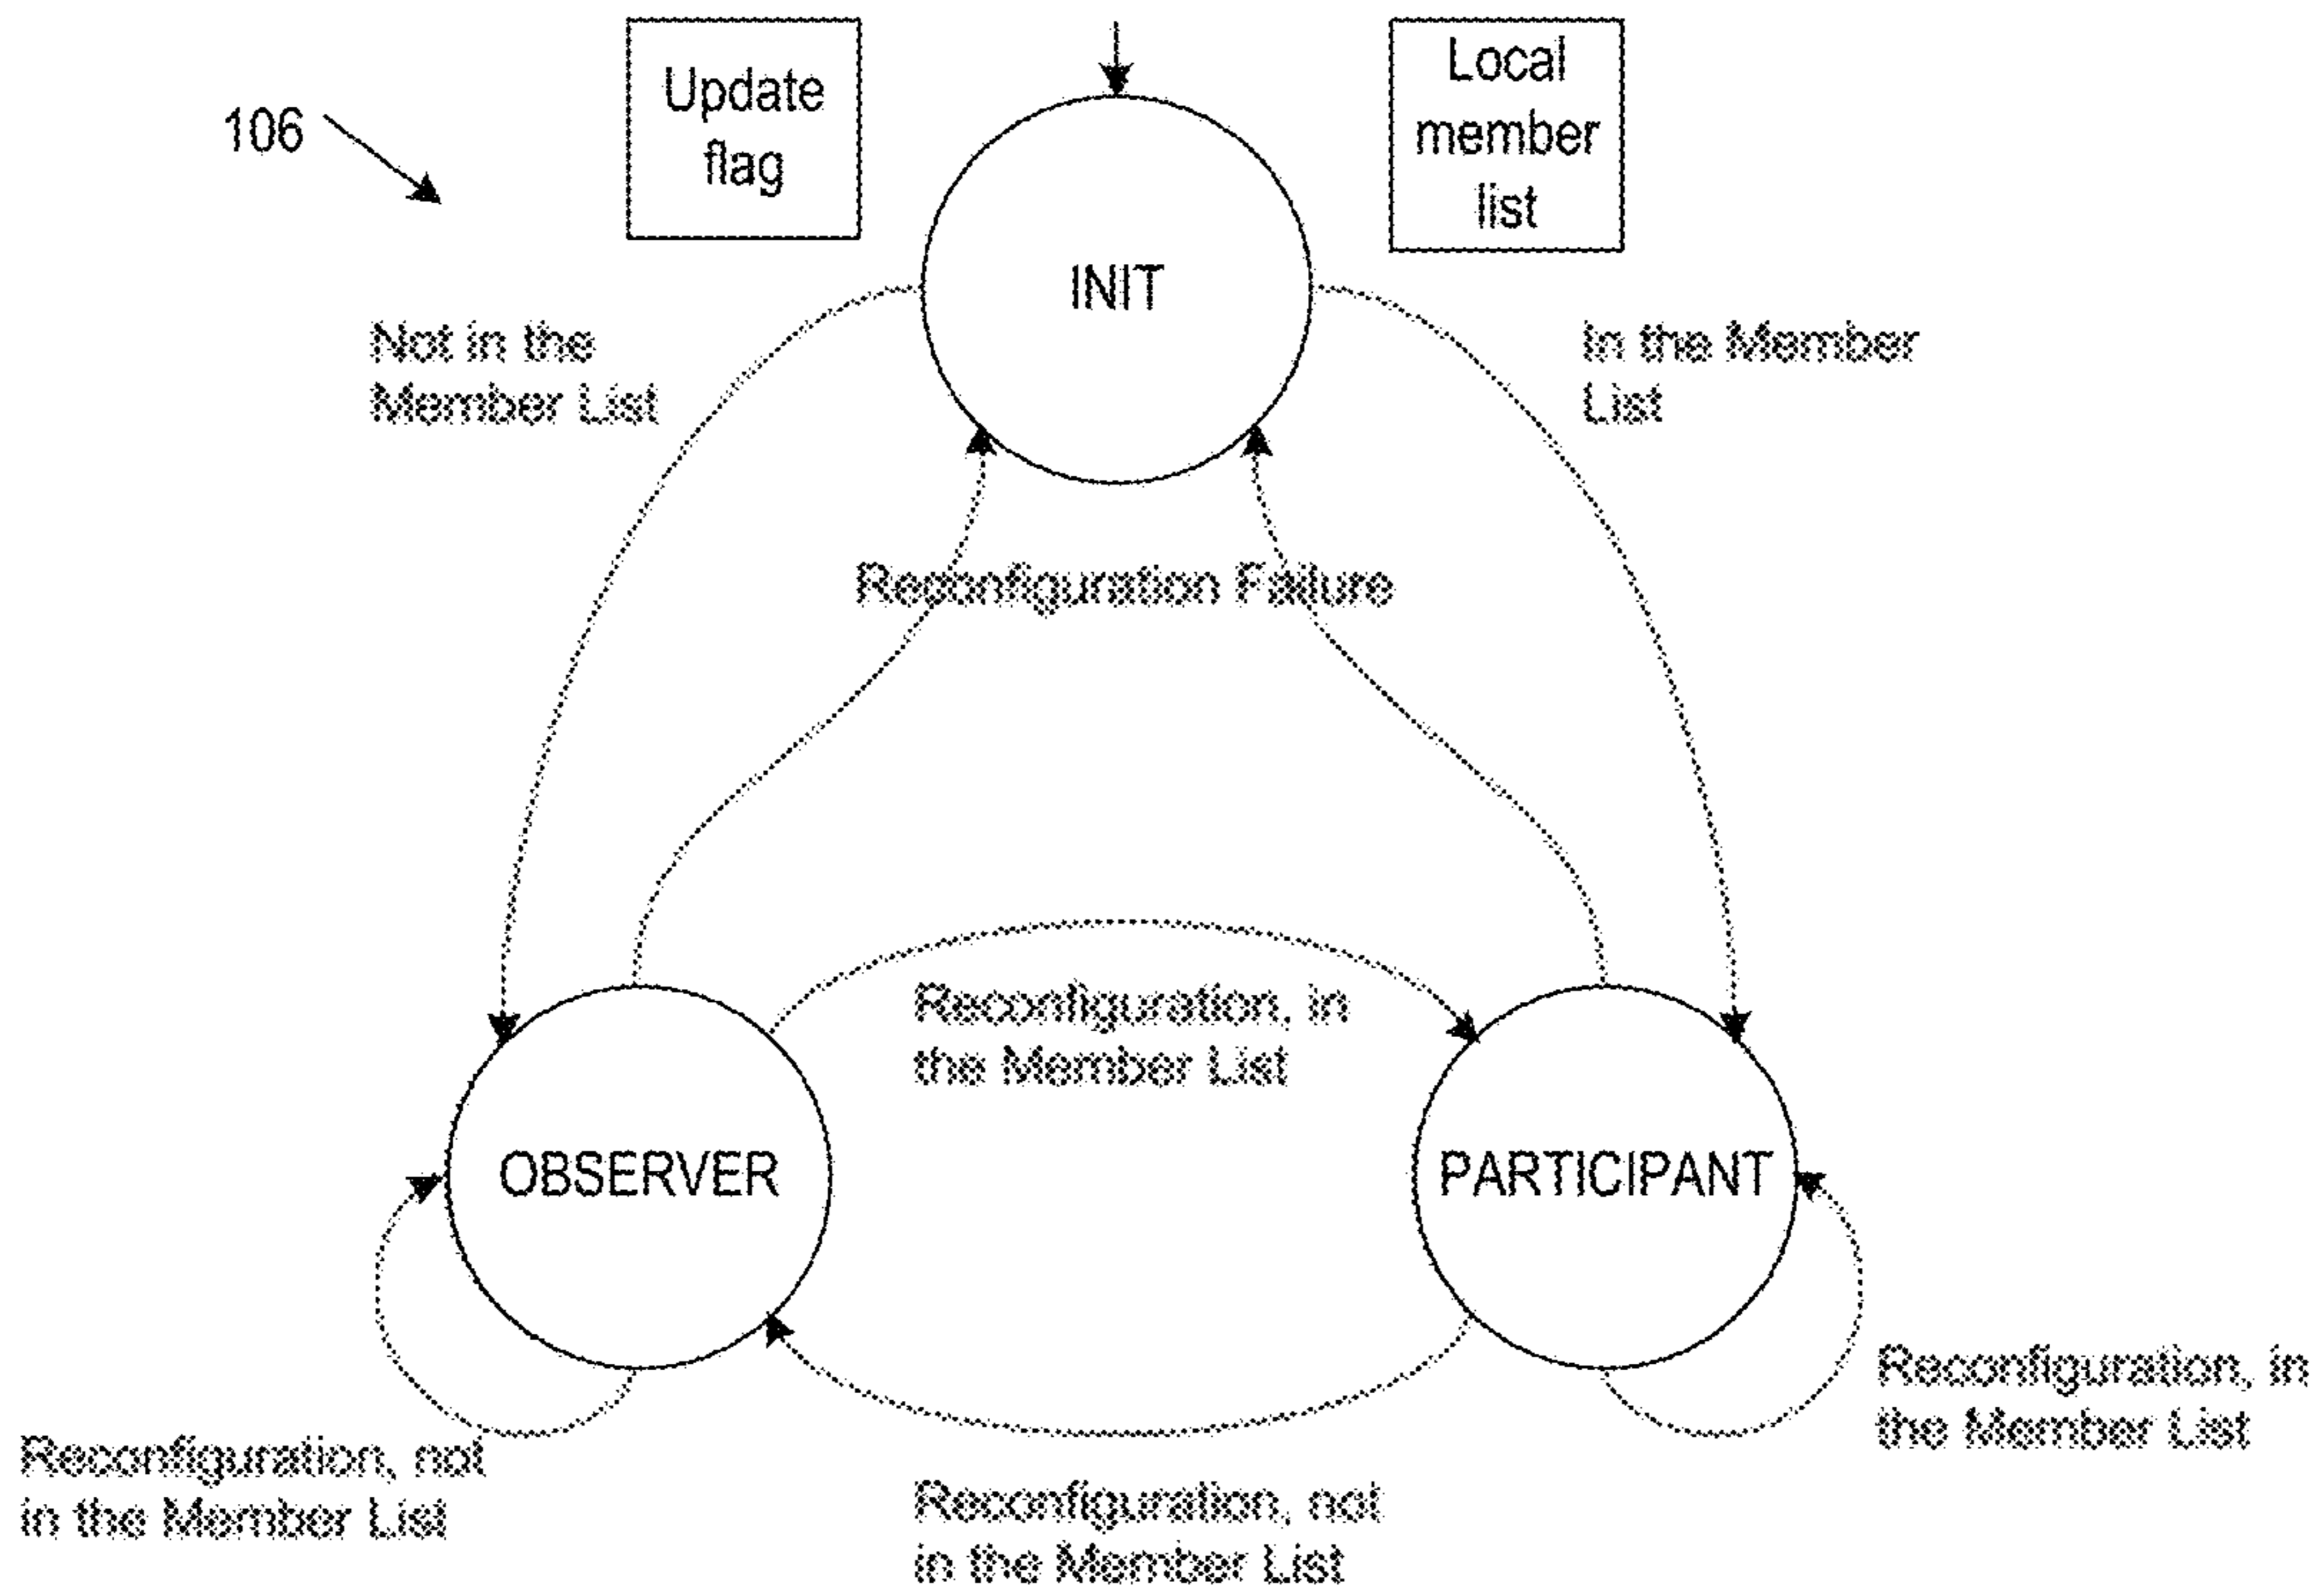 106
Update
flag
Local
member
list
INIT
Not in the
Member List
In the Member
List
Reconfiguration Failure
Reconfiguration, in
the Member List
OBSERVER
PARTICIPANT
Reconfiguration, in
the Member List
Reconfiguration, not
in the Member List
Reconfiguration, not
in the Member List